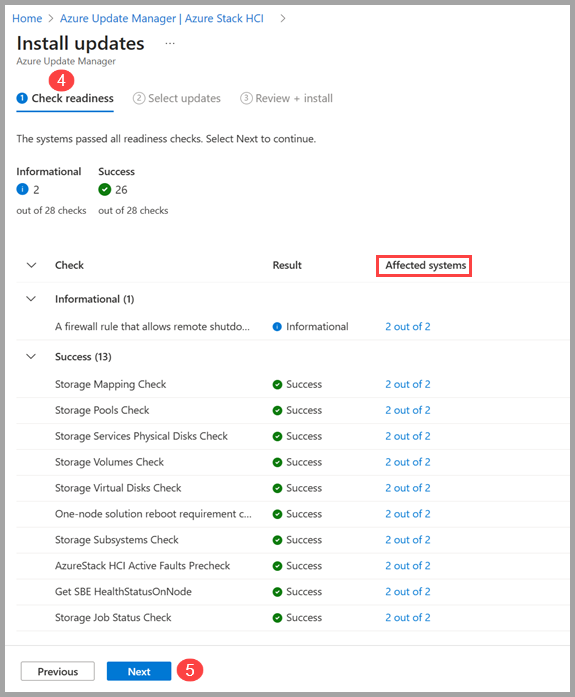 Home > Azure Update Manager | Azure Stack HCI >
Install updates ...
Azure Update Manager
4
1 Check readiness 2 Select updates 3 Review + install
The systems passed all readiness checks. Select Next to continue.
Informational Success
2 26
out of 28 checks out of 28 checks
Check Result Affected systems
Informational (1)
A firewall rule that allows remote shutdo... Informational 2 out of 2
Success (13)
Storage Mapping Check Success 2 out of 2
Storage Pools Check Success 2 out of 2
Storage Services Physical Disks Check Success 2 out of 2
Storage Volumes Check Success 2 out of 2
Storage Virtual Disks Check Success 2 out of 2
One-node solution reboot requirement c... Success 2 out of 2
Storage Subsystems Check Success 2 out of 2
AzureStack HCI Active Faults Precheck Success 2 out of 2
Get SBE HealthStatusOnNode Success 2 out of 2
Storage Job Status Check Success 2 out of 2
Previous Next 5